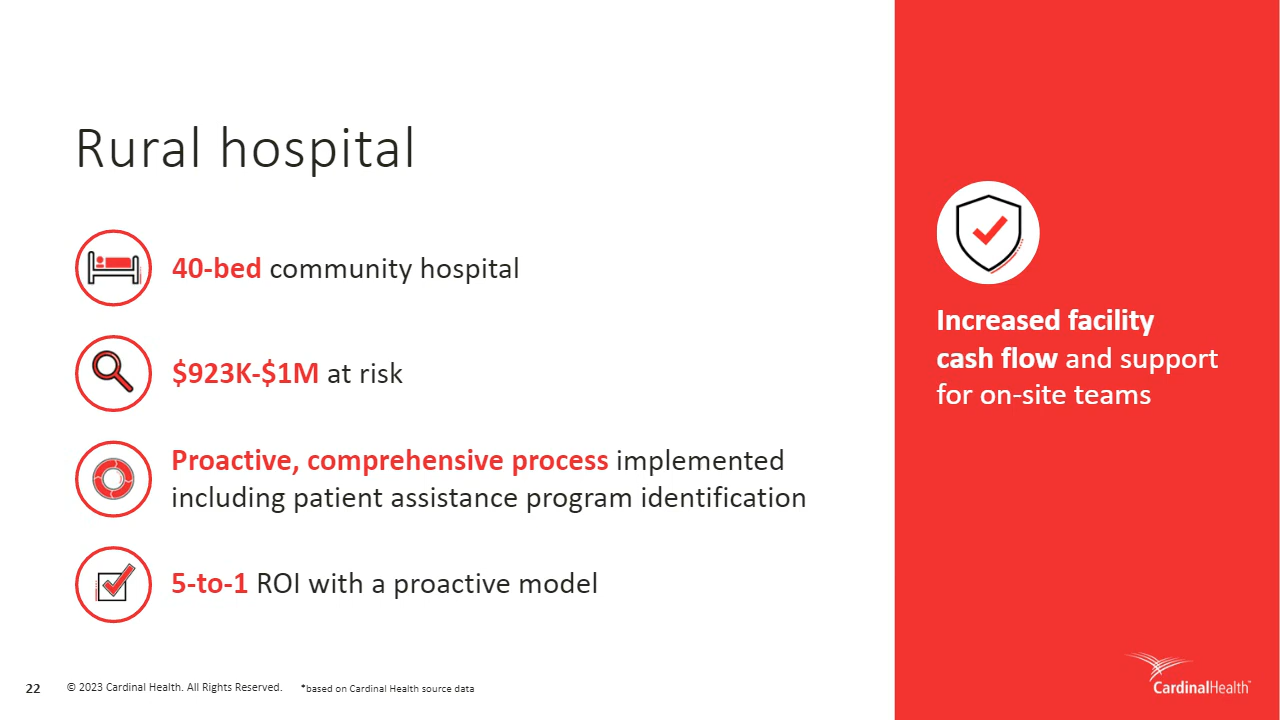 Rural hospital
40-bed community hospital
$923K-$1M at risk
Proactive, comprehensive process implemented
including patient assistance program identification
5-to-1 ROI with a proactive model
Increased facility
cash flow and support
for on-site teams
22 © 2023 Cardinal Health. All Rights Reserved. *based on Cardinal Health source data
CardinalHealth™